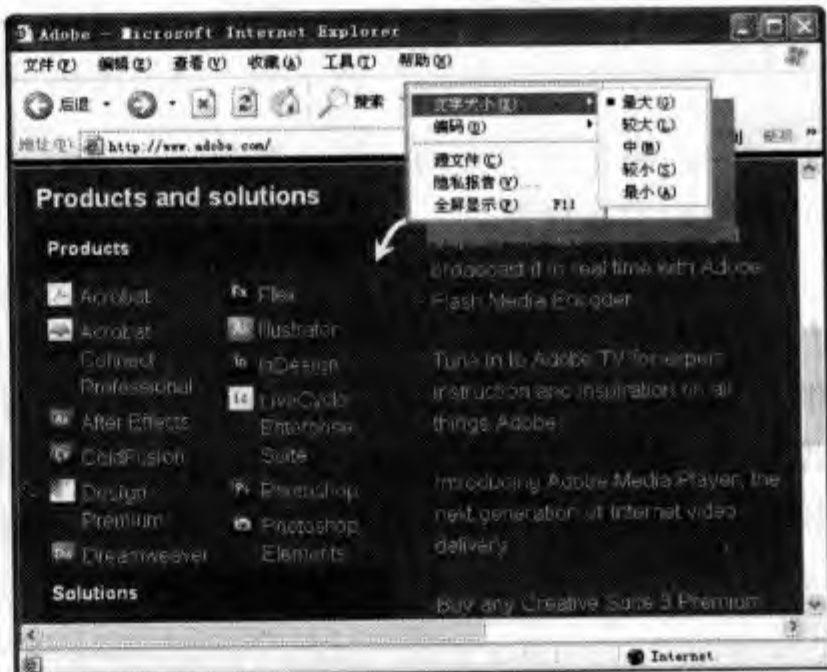 Adobe - Microsoft Internet Explorer
文件(F) 编辑(E) 查看(V) 收藏(A) 工具(T) 帮助(H)
后退 搜索
地址(D) http://www.adobe.com/
文字大小(X)
编码(D)
源文件(C)
隐私报告(V)...
全屏显示(F) F11
最大(G)
较大(L)
中(M)
较小(S)
最小(A)
Products and solutions
Products
Acrobat
Acrobat
Connect
Professional
After Effects
ColdFusion
Design
Premium
Dreamweaver
Fx Flex
Ai Illustrator
In InDesign
LiveCycle
Enterprise
Suite
Ps Photoshop
Photoshop
Elements
Solutions
broadcast it in real time with Adobe
Flash Media Encoder
Tune in to Adobe TV for expert
instruction and inspiration on all
things Adobe
Introducing Adobe Media Player, the
next generation of Internet video
delivery
Buy any Creative Suite 3 Premium
Internet